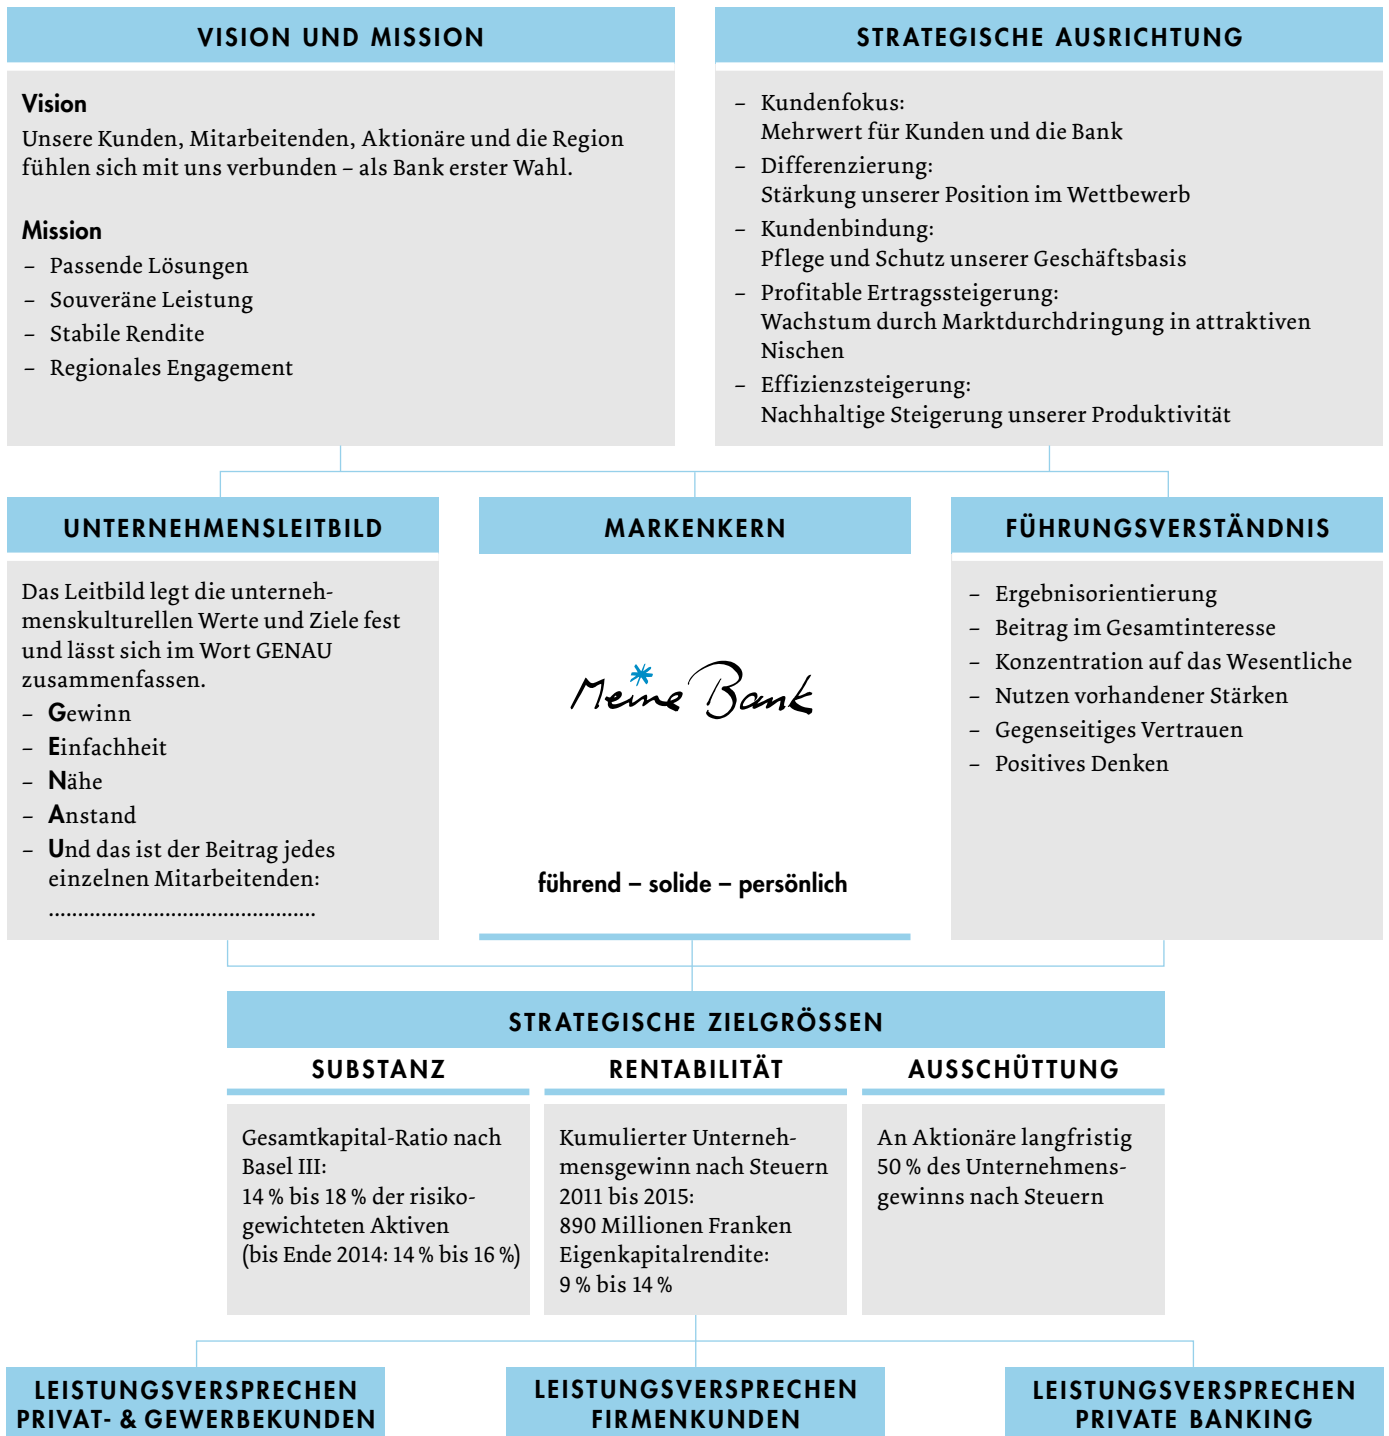 VISION UND MISSION
Vision
Unsere Kunden, Mitarbeitenden, Aktionäre und die Region
fühlen sich mit uns verbunden – als Bank erster Wahl.
Mission
– Passende Lösungen
– Souveräne Leistung
– Stabile Rendite
– Regionales Engagement
STRATEGISCHE AUSRICHTUNG
– Kundenfokus:
Mehrwert für Kunden und die Bank
– Differenzierung:
Stärkung unserer Position im Wettbewerb
– Kundenbindung:
Pflege und Schutz unserer Geschäftsbasis
– Profitable Ertragssteigerung:
Wachstum durch Marktdurchdringung in attraktiven
Nischen
– Effizienzsteigerung:
Nachhaltige Steigerung unserer Produktivität
UNTERNEHMENSLEITBILD
Das Leitbild legt die unterneh-
menskulturellen Werte und Ziele fest
und lässt sich im Wort GENAU
zusammenfassen.
– Gewinn
– Einfachheit
– Nähe
– Anstand
– Und das ist der Beitrag jedes
einzelnen Mitarbeitenden:
..............................................
MARKENKERN
Meine Bank
führend – solide – persönlich
FÜHRUNGSVERSTÄNDNIS
– Ergebnisorientierung
– Beitrag im Gesamtinteresse
– Konzentration auf das Wesentliche
– Nutzen vorhandener Stärken
– Gegenseitiges Vertrauen
– Positives Denken
STRATEGISCHE ZIELGRÖSSEN
SUBSTANZ
Gesamtkapital-Ratio nach
Basel III:
14 % bis 18 % der risiko-
gewichteten Aktiven
(bis Ende 2014: 14 % bis 16 %)
RENTABILITÄT
Kumulierter Unterneh-
mensgewinn nach Steuern
2011 bis 2015:
890 Millionen Franken
Eigenkapitalrendite:
9 % bis 14 %
AUSSCHÜTTUNG
An Aktionäre langfristig
50 % des Unternehmens-
gewinns nach Steuern
LEISTUNGSVERSPRECHEN
PRIVAT- & GEWERBEKUNDEN
LEISTUNGSVERSPRECHEN
FIRMENKUNDEN
LEISTUNGSVERSPRECHEN
PRIVATE BANKING